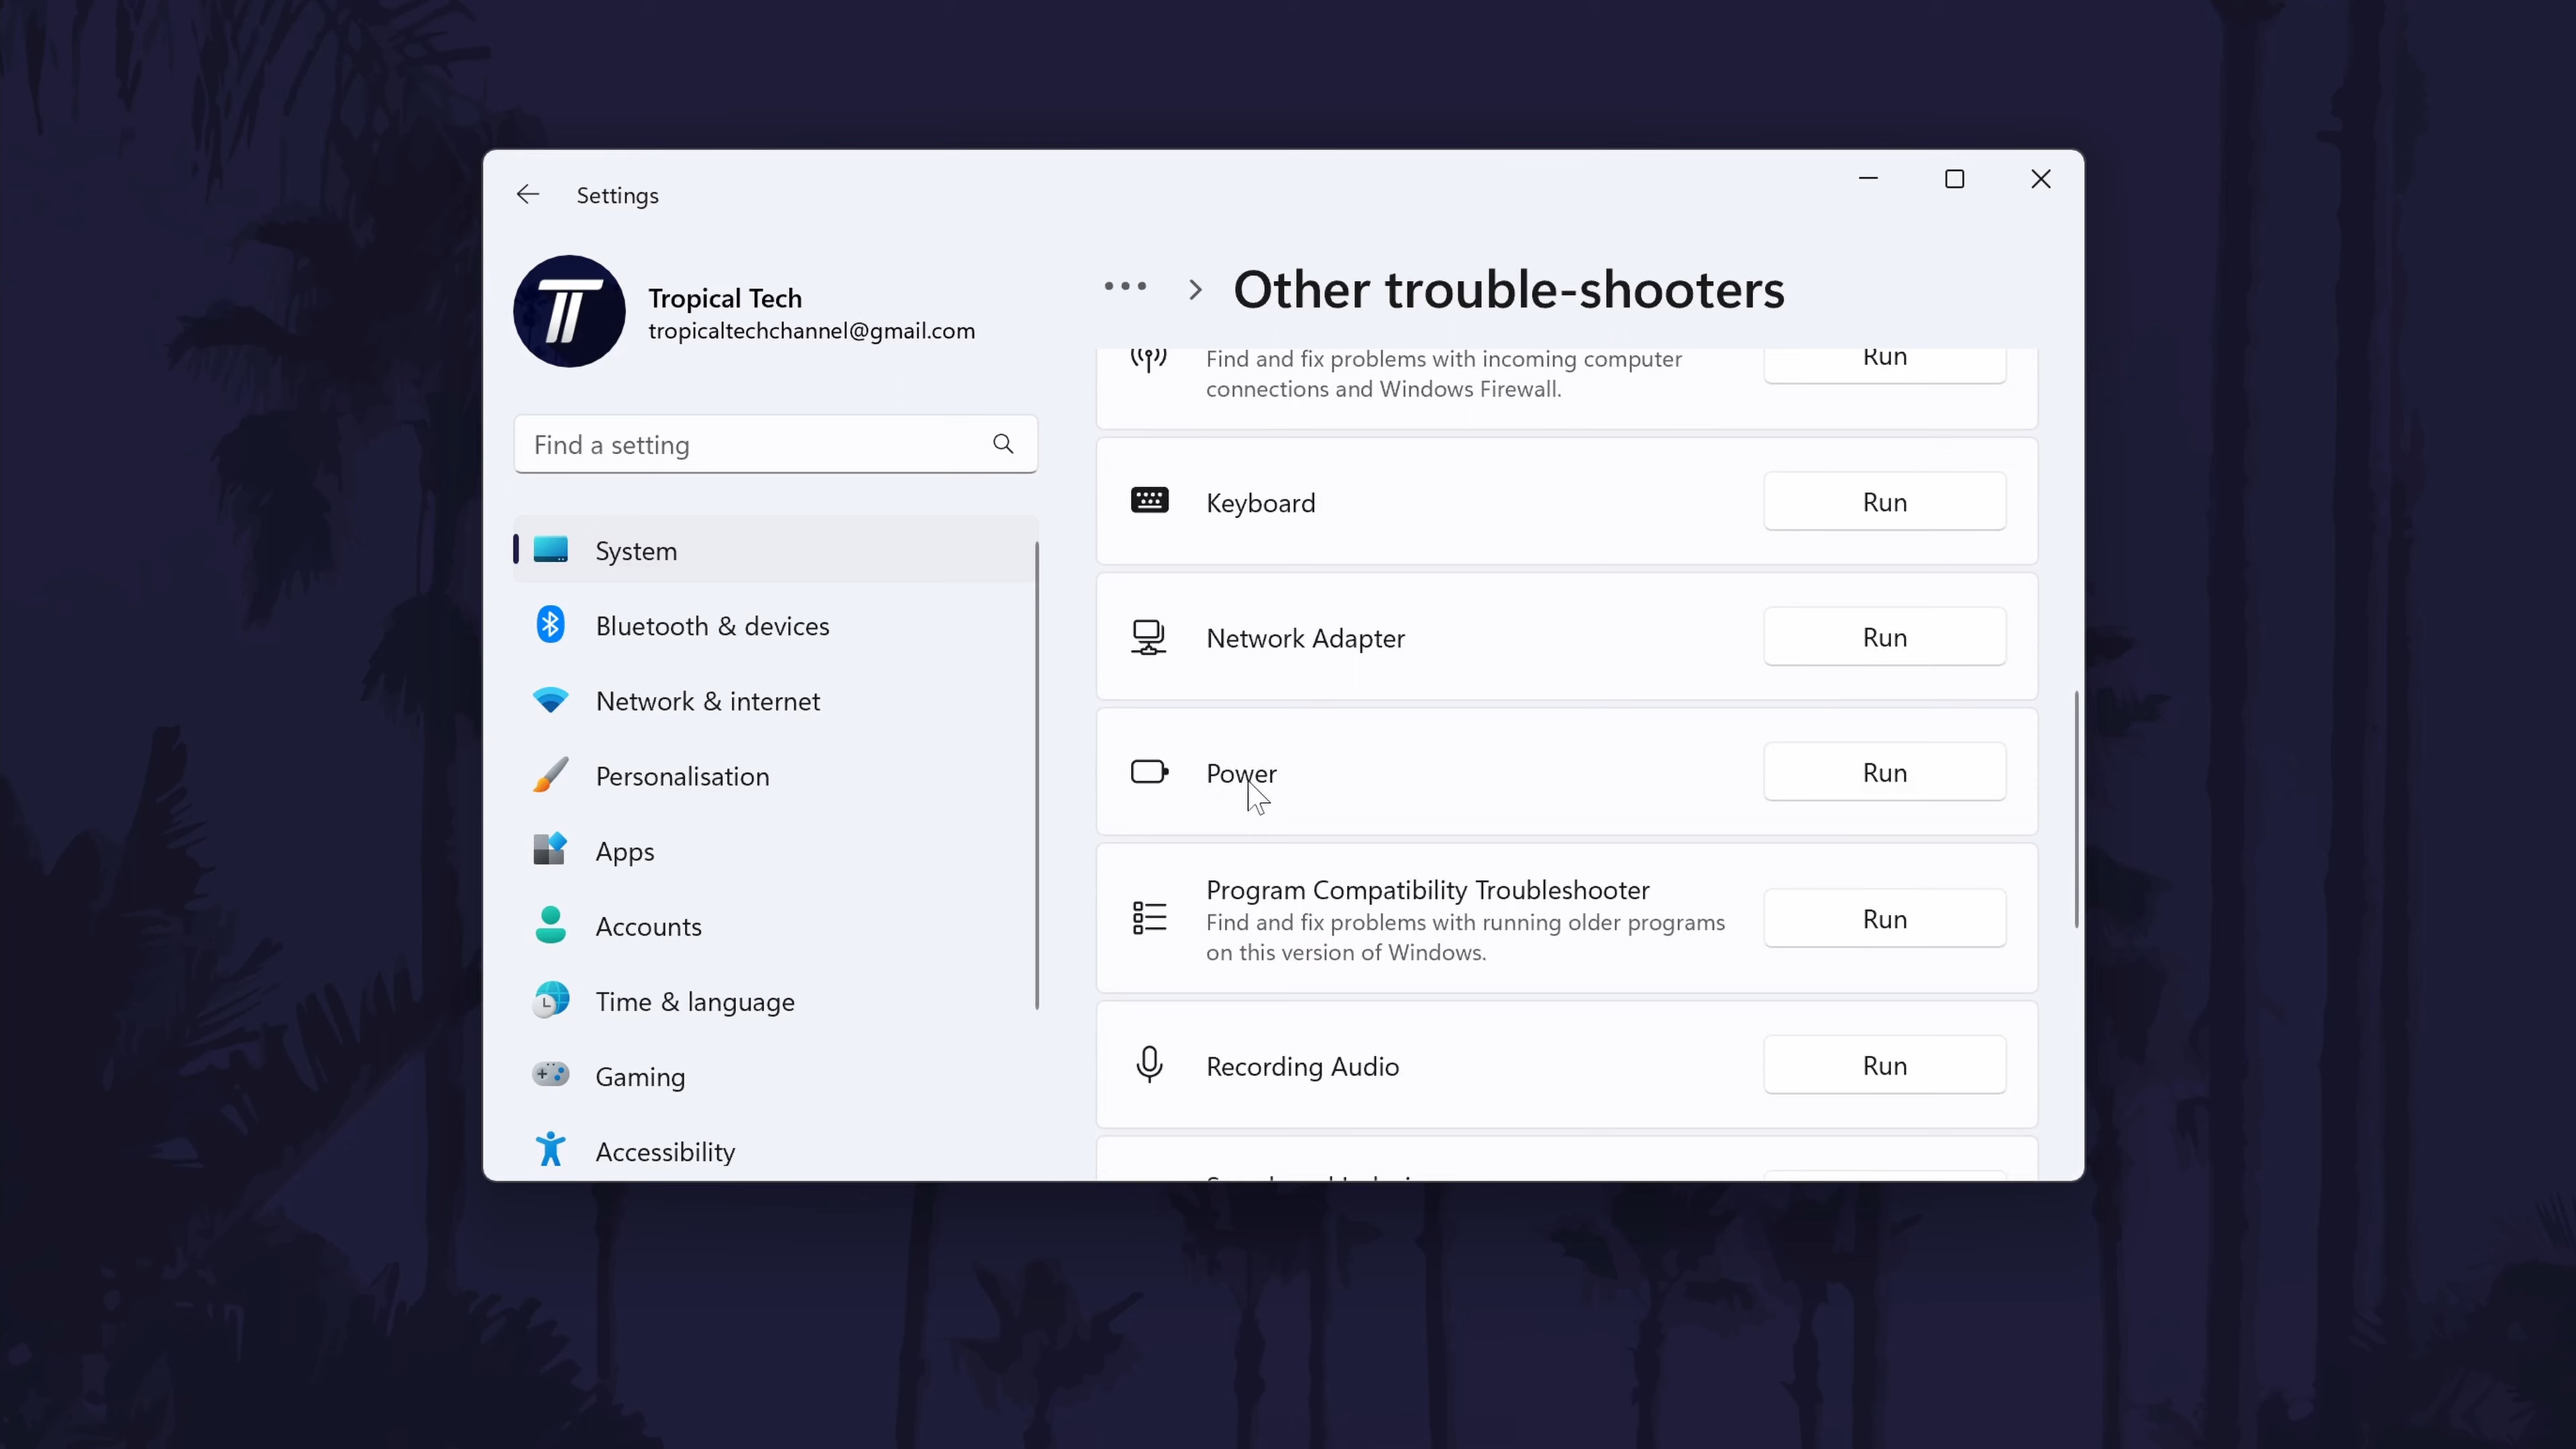 Settings
Tropical Tech
tropicaltechchannel@gmail.com
Find a setting
System
Bluetooth & devices
Network & internet
Personalisation
Apps
Accounts
Time & language
Gaming
Accessibility
Other trouble-shooters
Find and fix problems with incoming computer
connections and Windows Firewall.
Run
Keyboard
Run
Network Adapter
Run
Power
Run
Program Compatibility Troubleshooter
Find and fix problems with running older programs
on this version of Windows.
Run
Recording Audio
Run